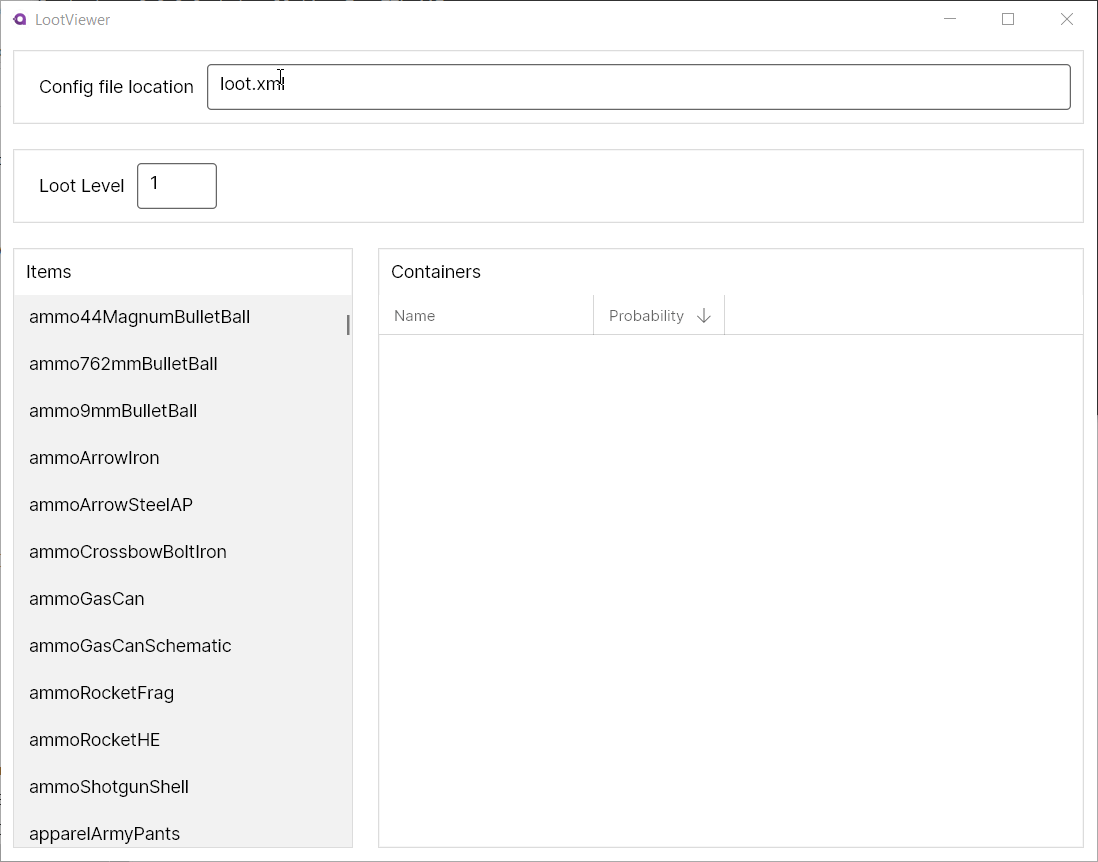 LootViewer
Config file location loot.xml
Loot Level 1
Items
ammo44MagnumBulletBall
ammo762mmBulletBall
ammo9mmBulletBall
ammoArrowIron
ammoArrowSteelAP
ammoCrossbowBoltIron
ammoGasCan
ammoGasCanSchematic
ammoRocketFrag
ammoRocketHE
ammoShotgunShell
apparelArmyPants
Containers
Name Probability